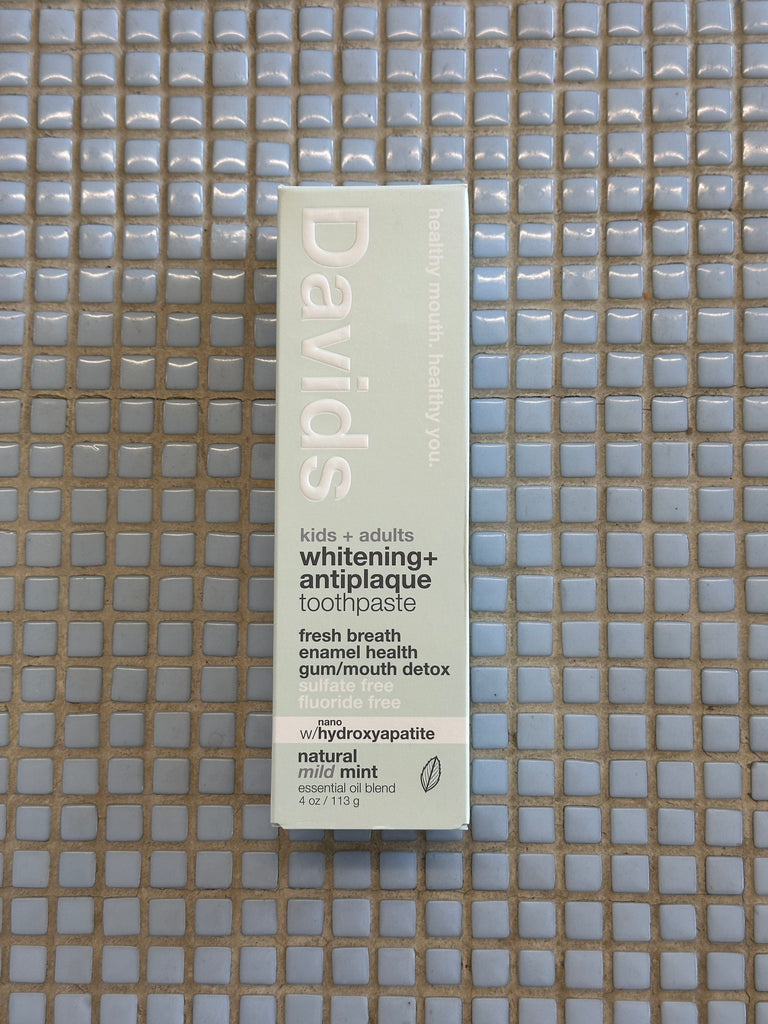 Davids
healthy mouth. healthy you.
kids + adults
whitening+
antiplaque
toothpaste
fresh breath
enamel health
gum/mouth detox
sulfate free
fluoride free
nano
w/hydroxyapatite
natural
mild mint
essential oil blend
4 oz / 113 g